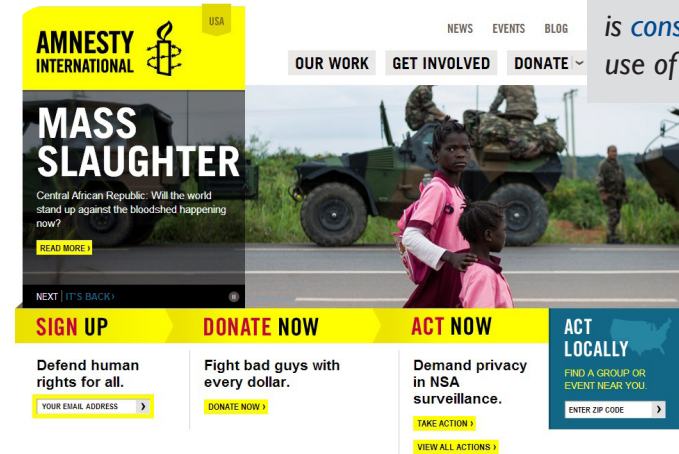 USA
AMNESTY
INTERNATIONAL
NEWS EVENTS BLOG
is cons
use of
OUR WORK GET INVOLVED DONATE
MASS
SLAUGHTER
Central African Republic: Will the world
stand up against the bloodshed happening
now?
READ MORE ›
NEXT | IT'S BACK ›
SIGN UP
Defend human
rights for all.
YOUR EMAIL ADDRESS ›
DONATE NOW
Fight bad guys with
every dollar.
DONATE NOW ›
ACT NOW
Demand privacy
in NSA
surveillance.
TAKE ACTION ›
VIEW ALL ACTIONS ›
ACT
LOCALLY
FIND A GROUP OR
EVENT NEAR YOU.
ENTER ZIP CODE ›